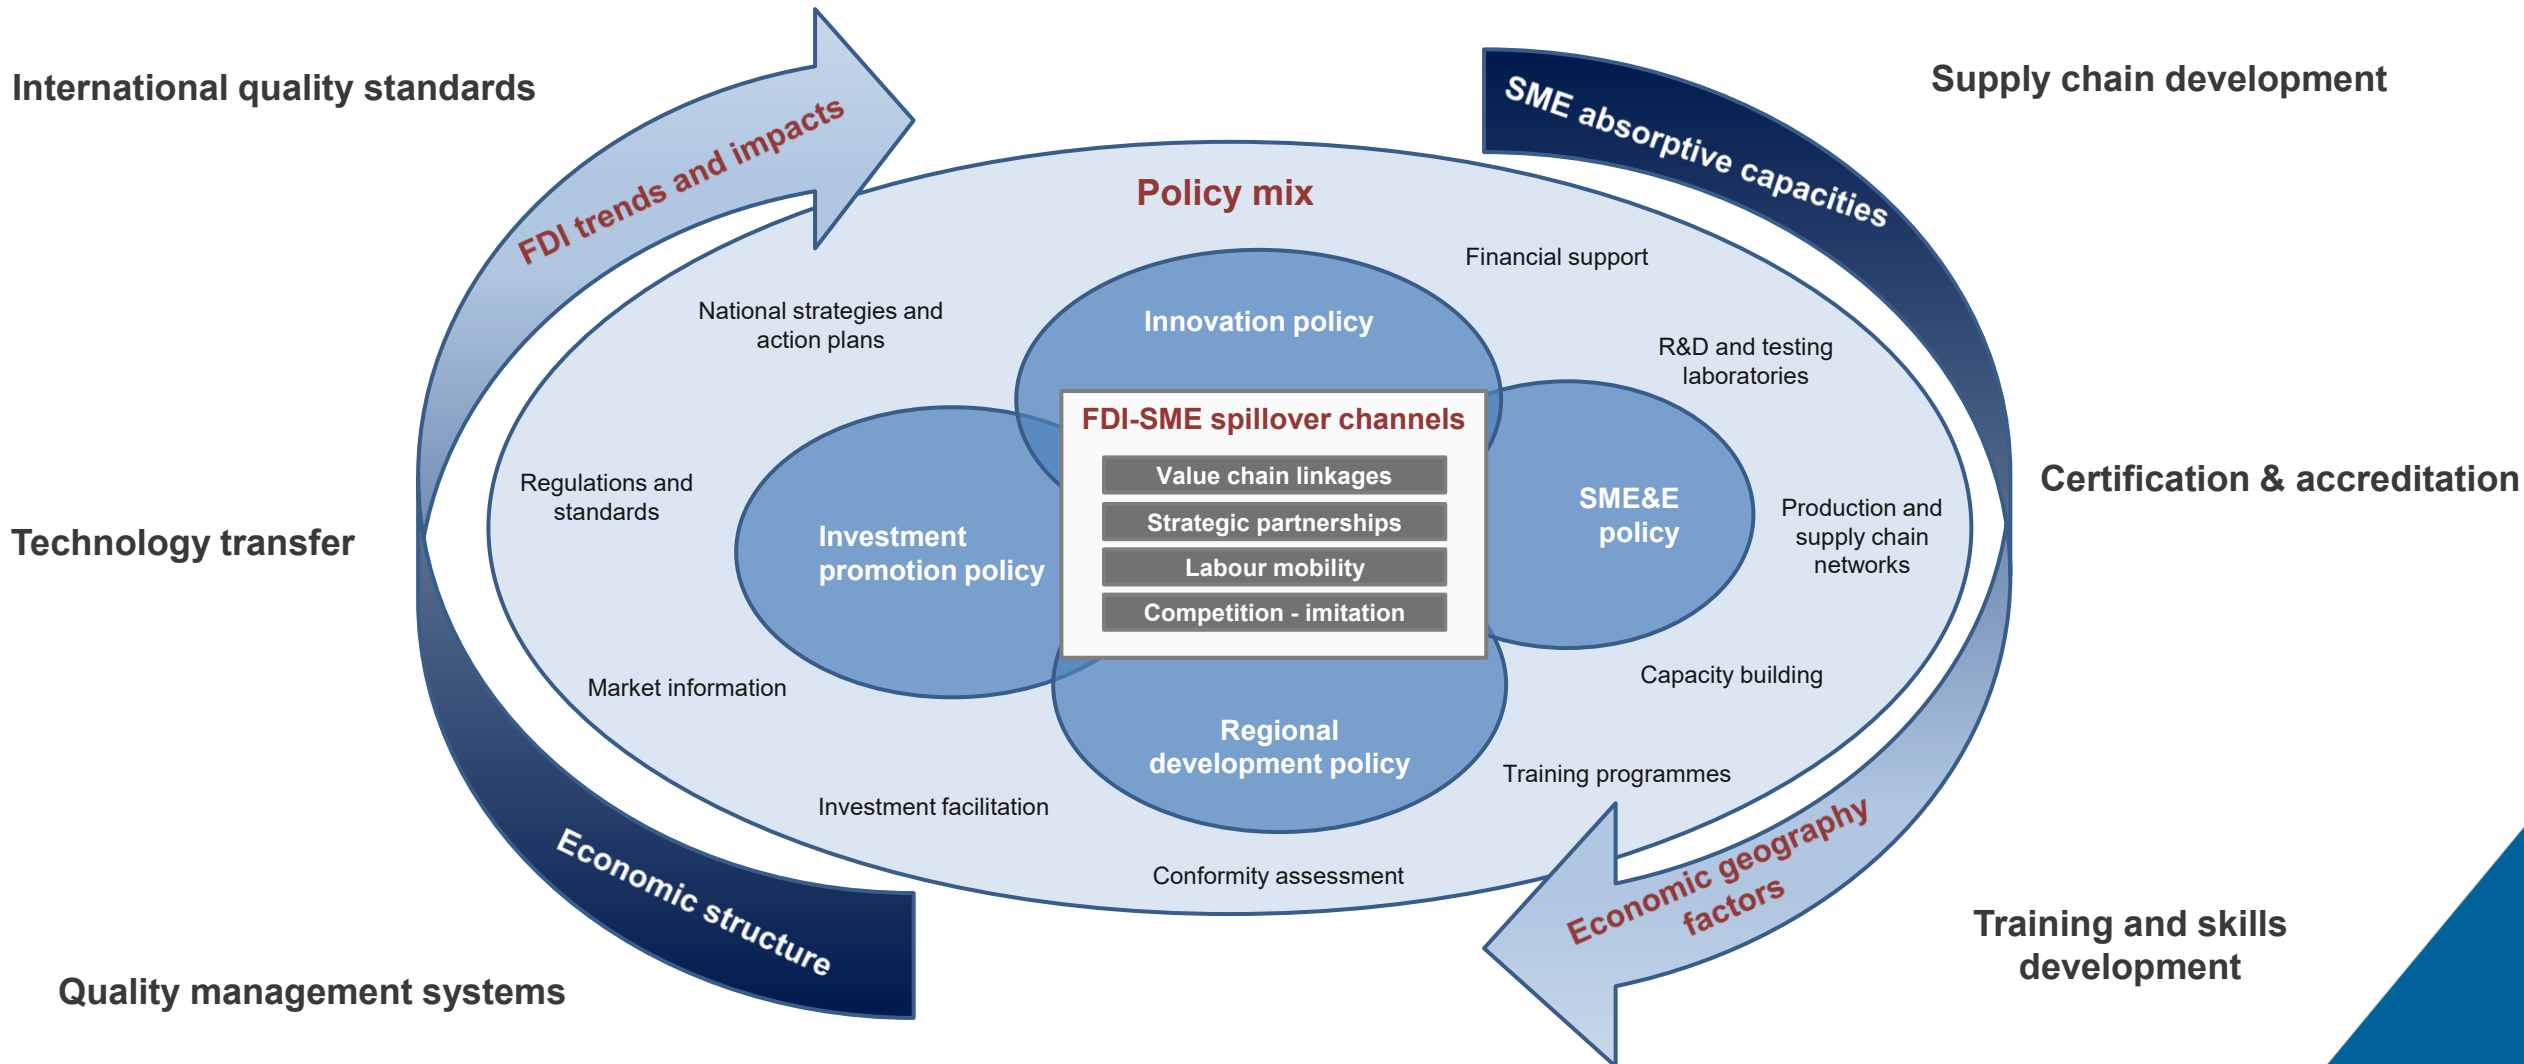 International quality standards
Supply chain development
FDI trends and impacts
SME absorptive capacities
Policy mix
Financial support
National strategies and
action plans
Innovation policy
R&D and testing
laboratories
FDI-SME spillover channels
Value chain linkages
Strategic partnerships
Labour mobility
Competition - imitation
Regulations and
standards
Investment
promotion policy
SME&E
policy
Production and
supply chain
networks
Technology transfer
Certification & accreditation
Market information
Capacity building
Regional
development policy
Training programmes
Investment facilitation
Conformity assessment
Economic structure
Economic geography
factors
Quality management systems
Training and skills
development